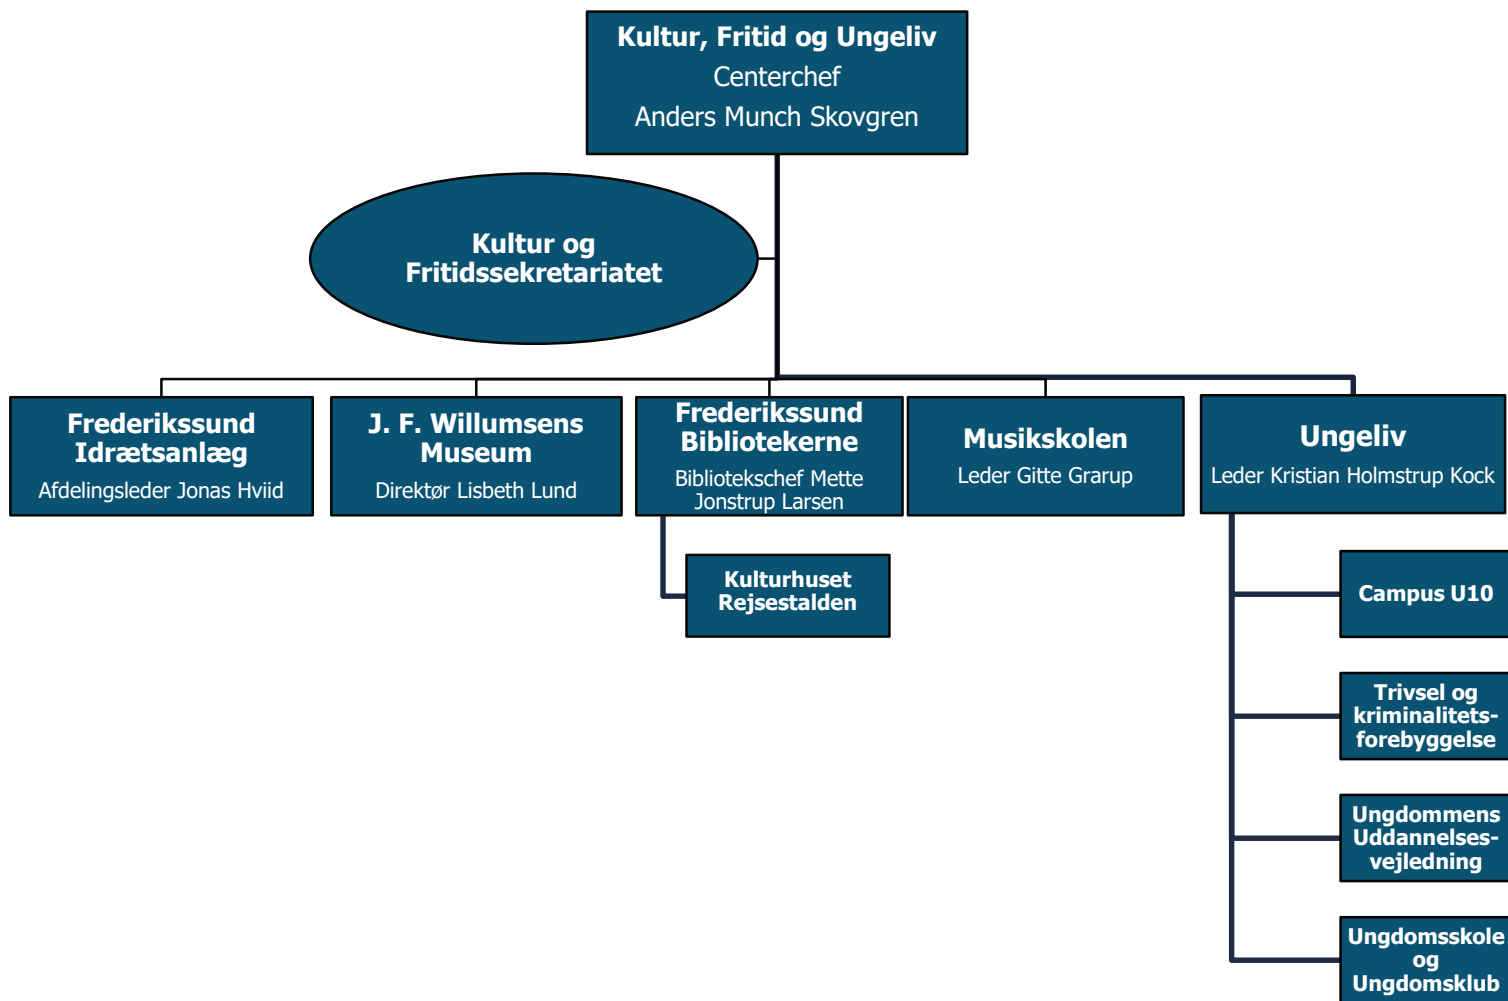 Kultur, Fritid og Ungeliv
Centerchef
Anders Munch Skovgren
Kultur og
Fritidssekretariatet
Frederikssund
Idrætsanlæg
Afdelingsleder Jonas Hviid
J. F. Willumsens
Museum
Direktør Lisbeth Lund
Frederikssund
Bibliotekerne
Bibliotekschef Mette
Jonstrup Larsen
Musikskolen
Leder Gitte Grarup
Ungeliv
Leder Kristian Holmstrup Kock
Kulturhuset
Rejsestalden
Campus U10
Trivsel og
kriminalitets-
forebyggelse
Ungdommens
Uddannelses-
vejledning
Ungdomsskole
og
Ungdomsklub